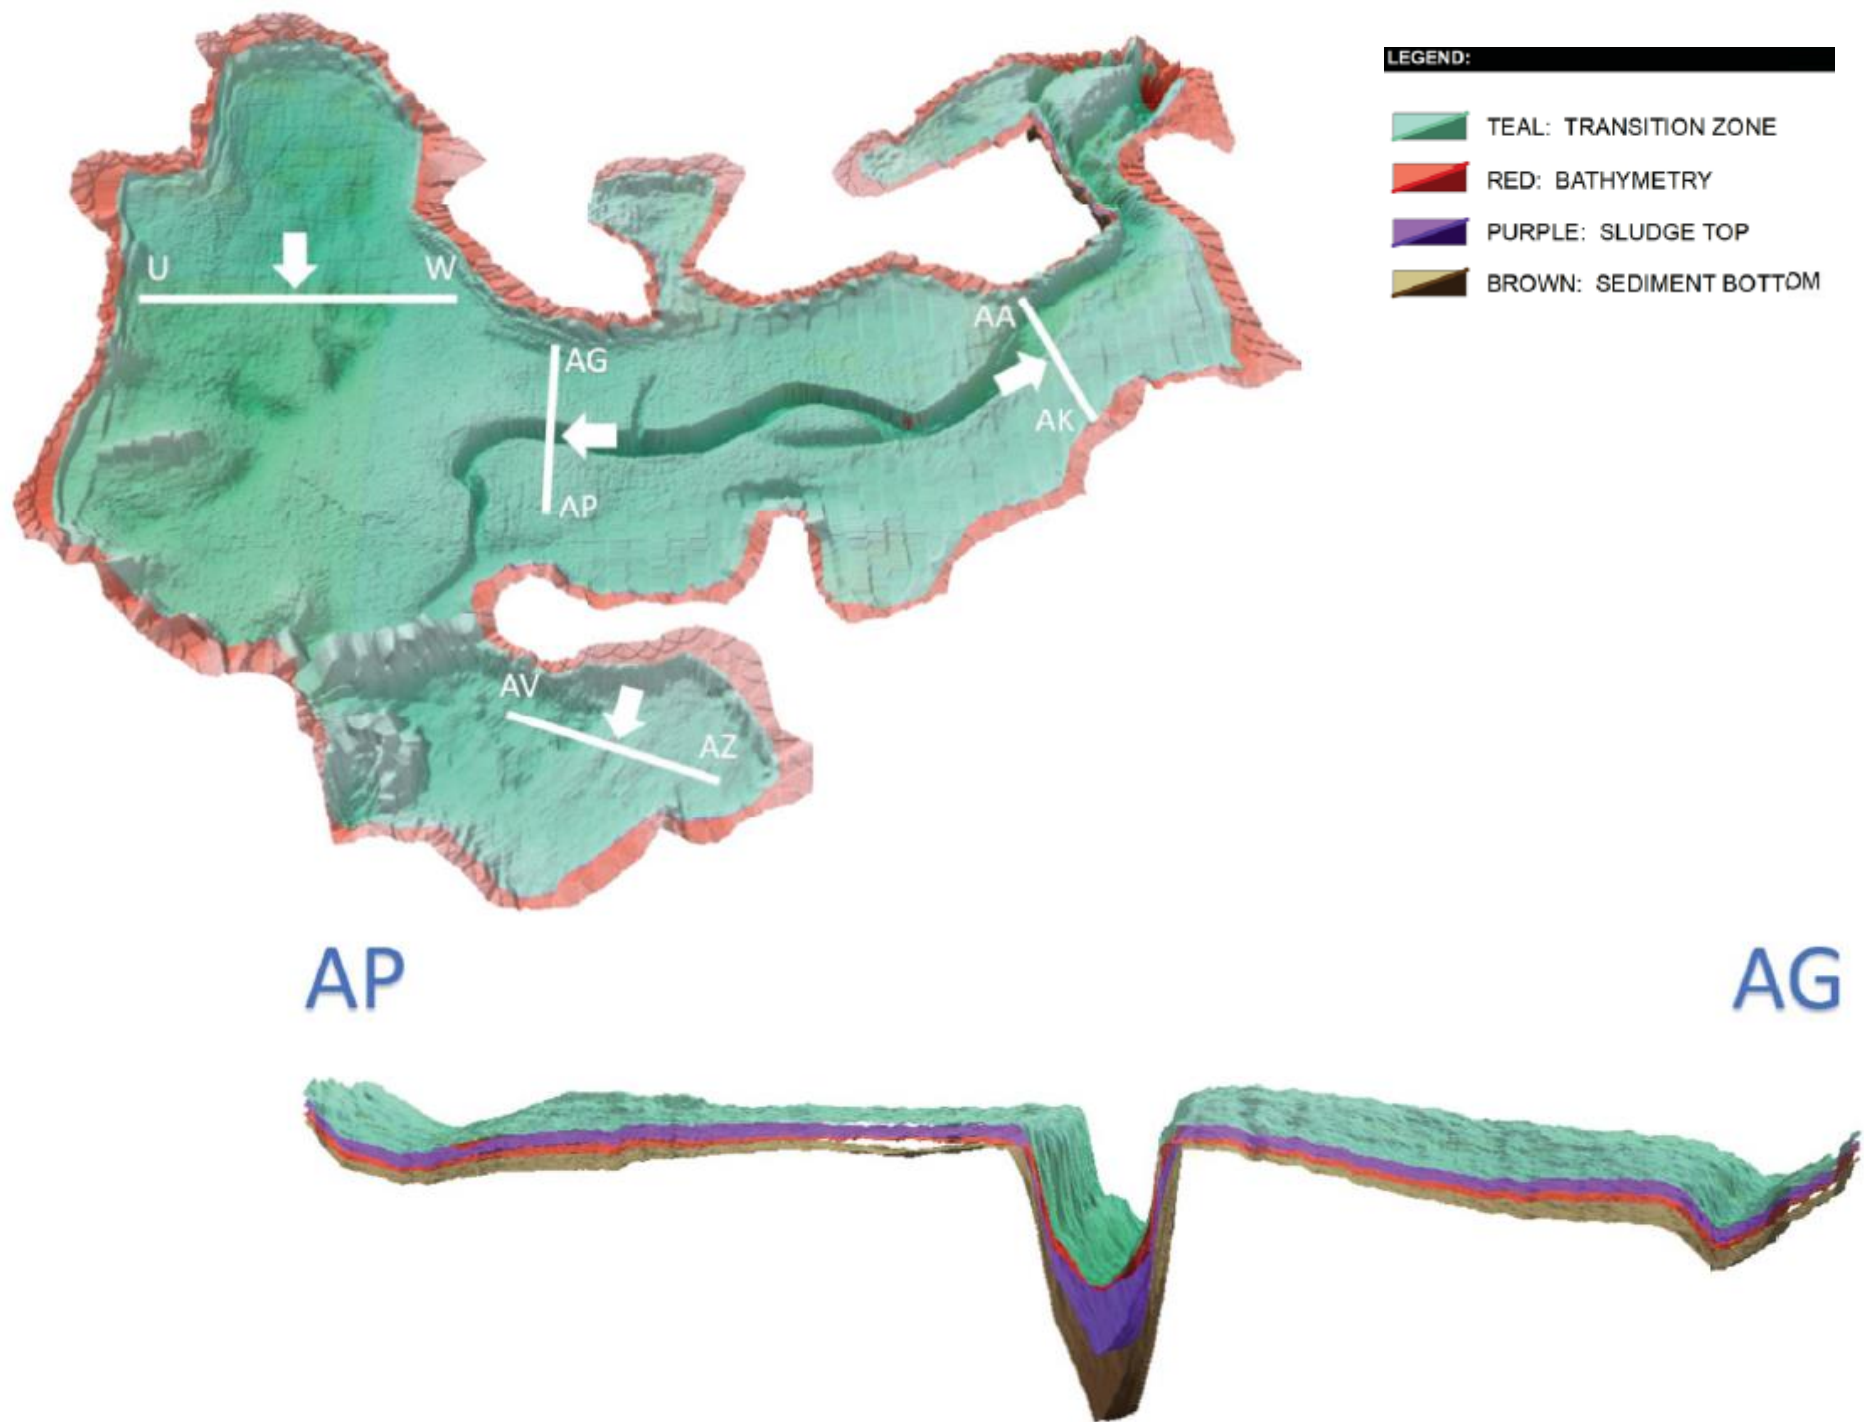 LEGEND:
TEAL: TRANSITION ZONE
RED: BATHYMETRY
PURPLE: SLUDGE TOP
BROWN: SEDIMENT BOTTOM
U
W
AG
AA
AK
AP
AV
AZ
AP
AG